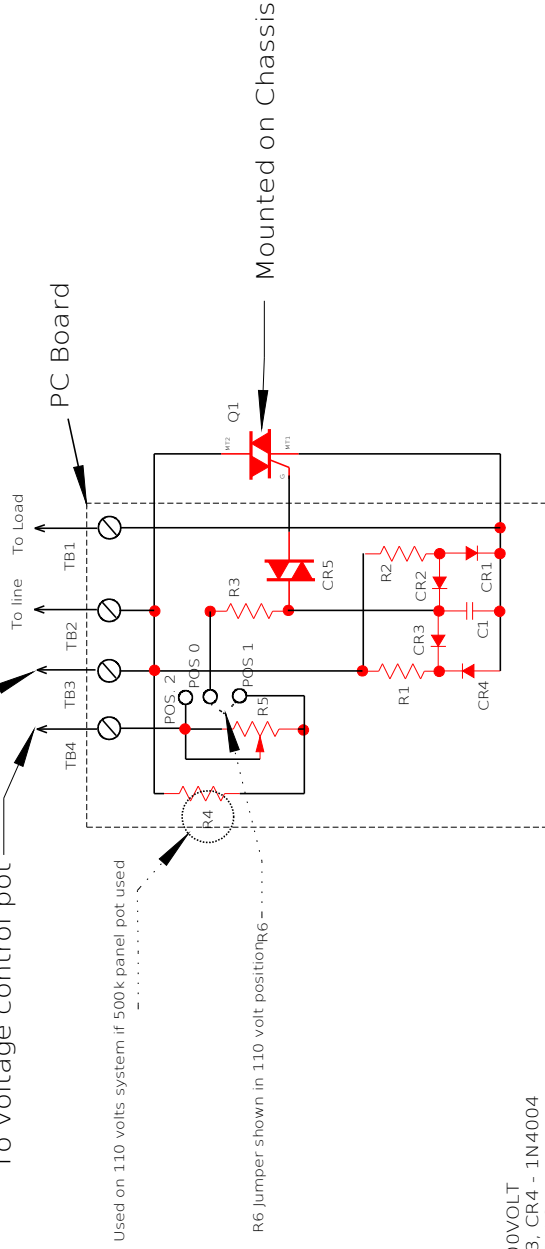 To Voltage control pot
Used on 110 volts system if 500k panel pot used
R6 Jumper shown in 110 volt position
R6
R4
TB4
TB3
TB2
TB1
To line
To Load
PC Board
Mounted on Chassis
POS. 2
POS 0
POS 1
R5
R3
CR5
Q1
MT2
MT1
G
R1
R2
CR3
CR2
CR4
C1
CR1
CR4 - 1N4004